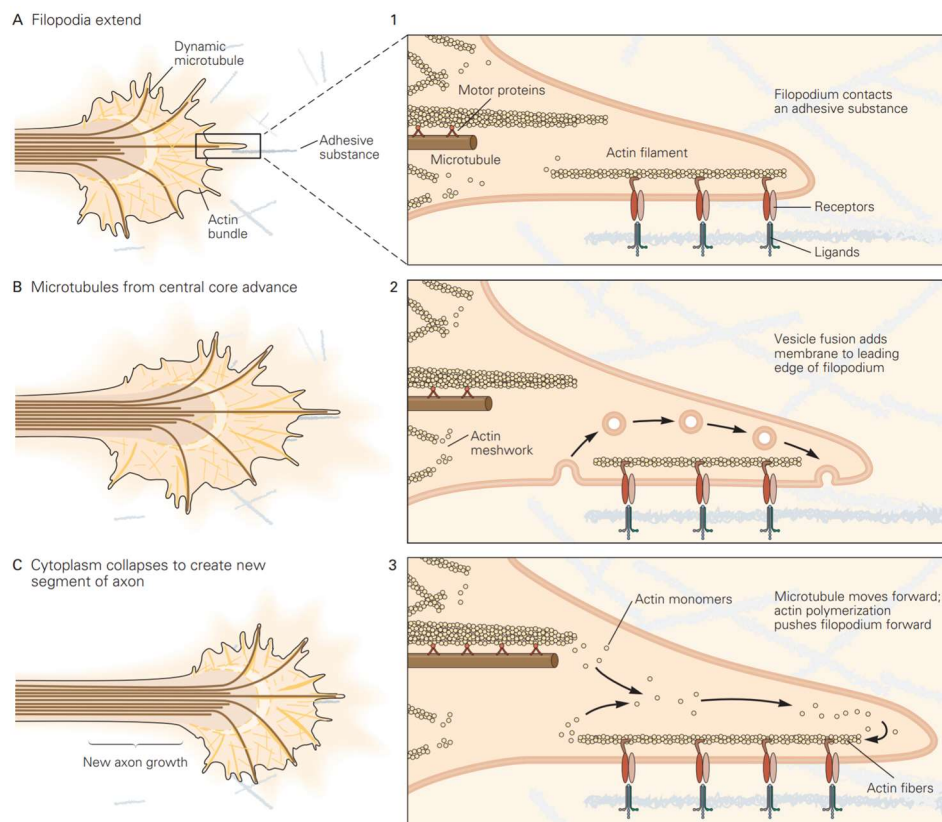 A Filopodia extend
Dynamic
microtubule
Adhesive
substance
Actin
bundle
1
Motor proteins
Filopodium contacts
an adhesive substance
Microtubule
Actin filament
Receptors
Ligands
B Microtubules from central core advance
2
Vesicle fusion adds
membrane to leading
edge of filopodium
Actin
meshwork
C Cytoplasm collapses to create new
segment of axon
New axon growth
3
Actin monomers
Microtubule moves forward;
actin polymerization
pushes filopodium forward
Actin fibers